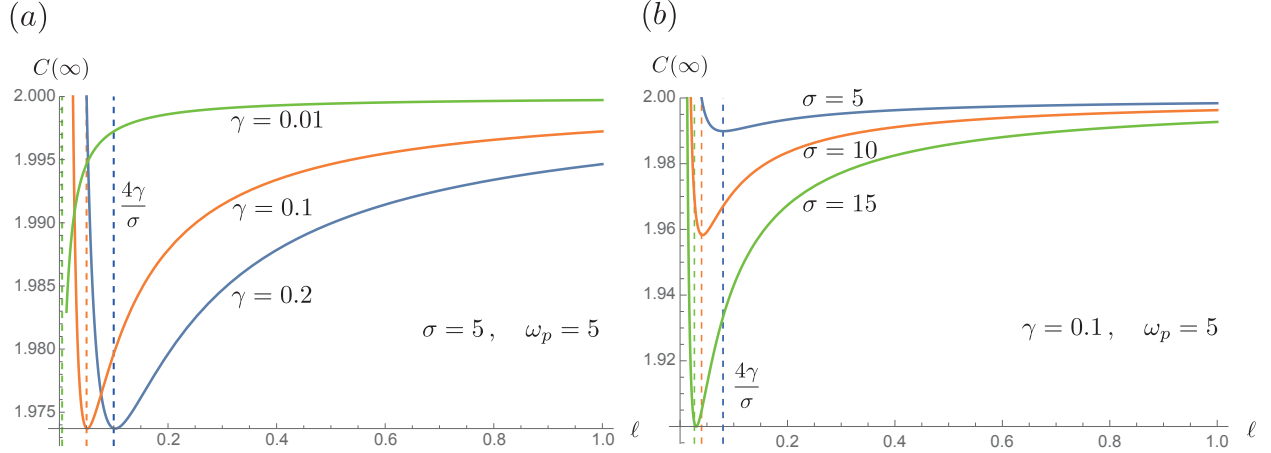 (a)
C(∞)
2.000
1.995
1.990
1.985
1.980
1.975
γ = 0.01
4γ
σ
γ = 0.1
γ = 0.2
σ = 5 , ω_p = 5
0.2
0.4
0.6
0.8
1.0
ℓ
(b)
C(∞)
2.00
1.98
1.96
1.94
1.92
σ = 5
σ = 10
σ = 15
γ = 0.1 , ω_p = 5
4γ
σ
0.2
0.4
0.6
0.8
1.0
ℓ